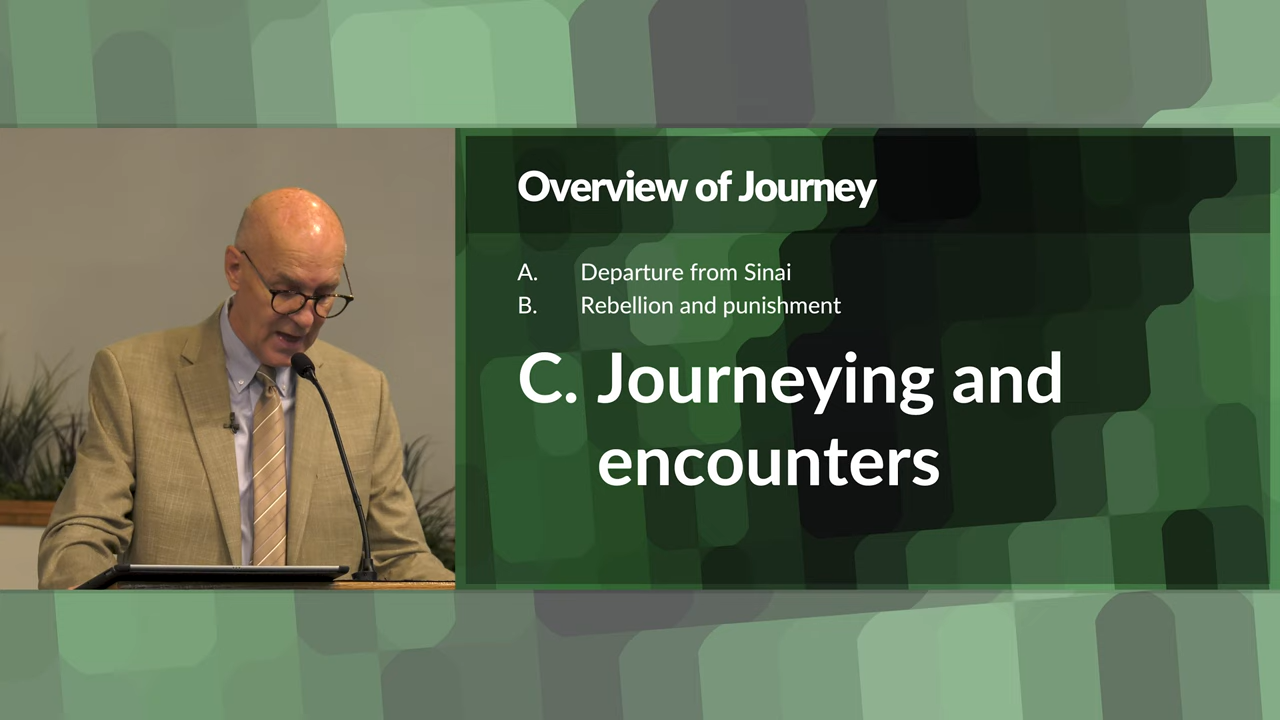 Overview of Journey
A. Departure from Sinai
B. Rebellion and punishment
C. Journeying and
encounters